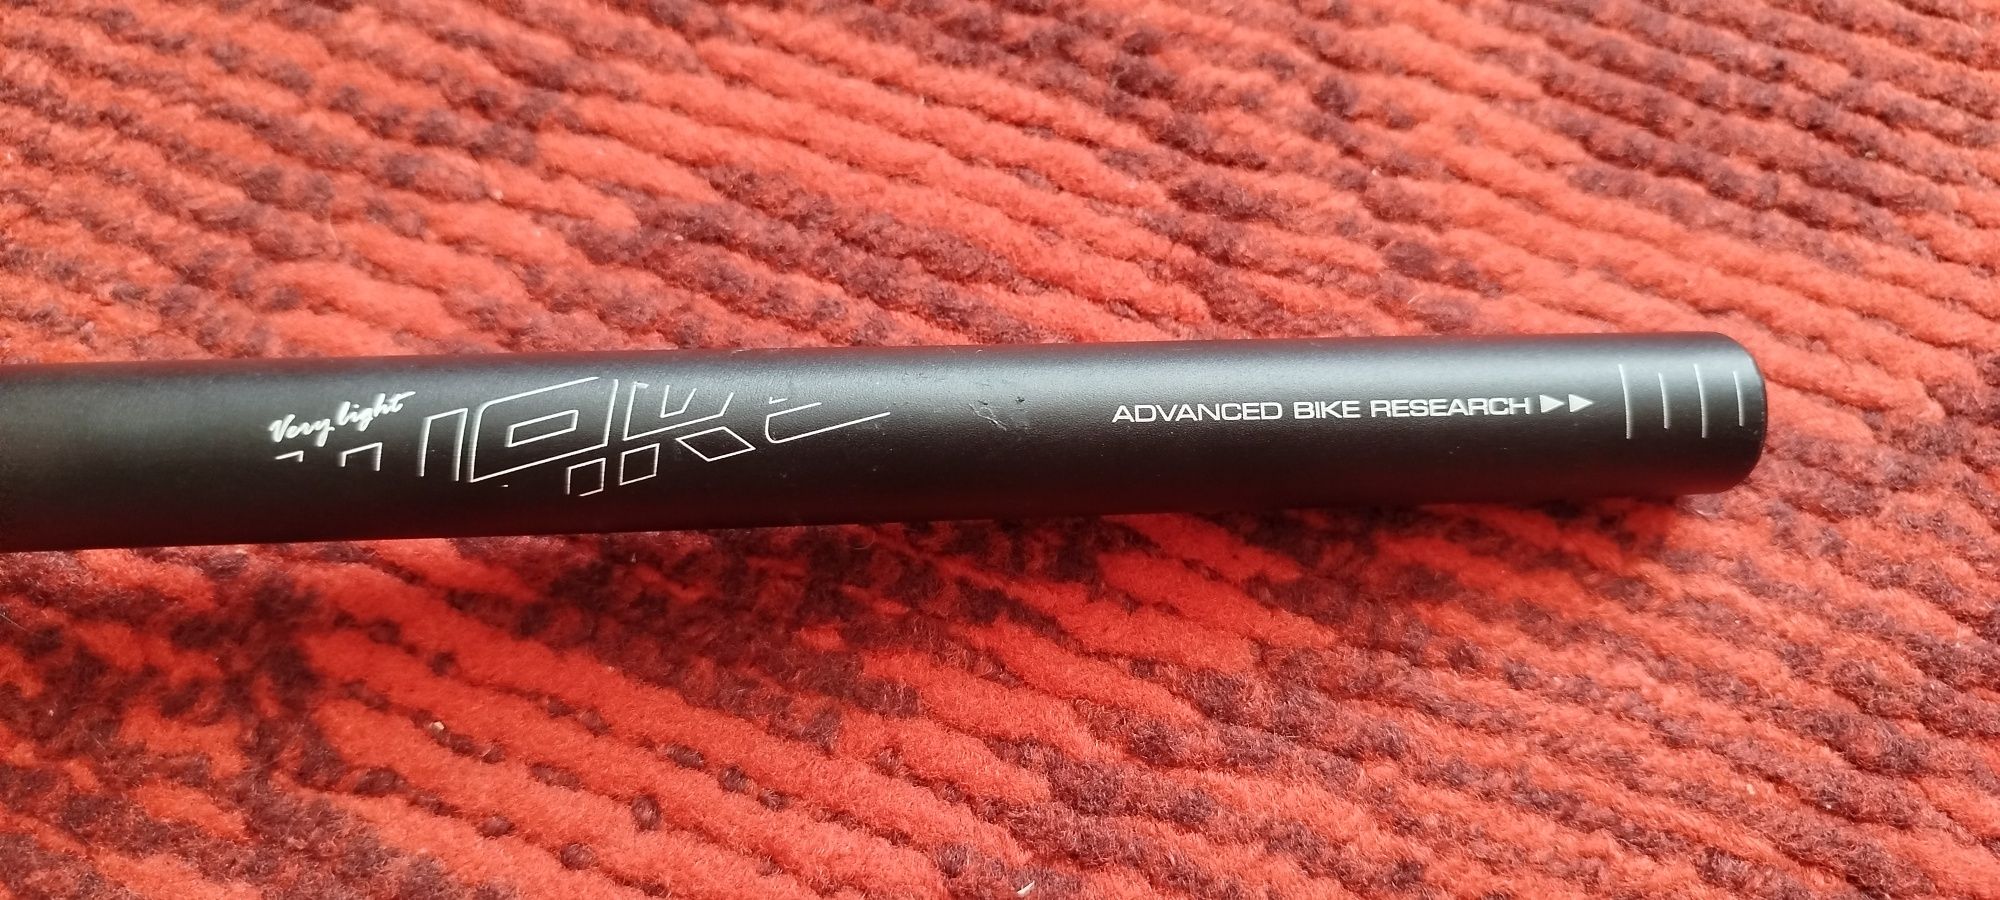 Very light
ADVANCED BIKE RESEARCH